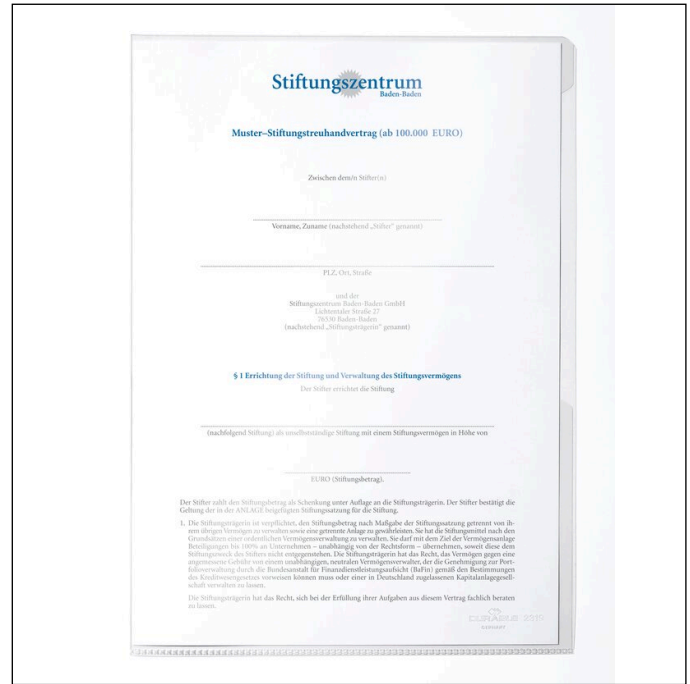 Stiftungszentrum
Baden-Baden
Muster–Stiftungstreuhandvertrag (ab 100.000 EURO)
Zwischen dem/n Stifter(n)
Vorname, Zuname (nachstehend „Stifter" genannt)
PLZ, Ort, Straße
und der
Stiftungszentrum Baden-Baden GmbH
Lichtentaler Straße 27
76530 Baden-Baden
(nachstehend „Stiftungsträgerin" genannt)
§ 1 Errichtung der Stiftung und Verwaltung des Stiftungsvermögens
Der Stifter errichtet die Stiftung
(nachfolgend Stiftung) als unselbstständige Stiftung mit einem Stiftungsvermögen in Höhe von
EURO (Stiftungsbetrag).
Der Stifter zahlt den Stiftungsbetrag als Schenkung unter Auflage an die Stiftungsträgerin. Der Stifter bestätigt die
Geltung der in der ANLAGE beigefügten Stiftungssatzung für die Stiftung.
1. Die Stiftungsträgerin ist verpflichtet, den Stiftungsbetrag nach Maßgabe der Stiftungssatzung getrennt von ih-
rem übrigen Vermögen zu verwalten sowie eine getrennte Anlage zu gewährleisten. Sie hat die Stiftungsmittel nach den
Grundsätzen einer ordentlichen Vermögensverwaltung zu verwalten. Sie darf mit dem Ziel der Vermögensanlage
Beteiligungen bis 100% an Unternehmen – unabhängig von der Rechtsform – übernehmen, soweit diese dem
Stiftungszweck des Stifters nicht entgegenstehen. Die Stiftungsträgerin hat das Recht, das Vermögen gegen eine
angemessene Gebühr von einem unabhängigen, neutralen Vermögensverwalter, der die Genehmigung zur Port-
folioverwaltung durch die Bundesanstalt für Finanzdienstleistungsaufsicht (BaFin) gemäß den Bestimmungen
des Kreditwesengesetzes vorweisen können muss oder einer in Deutschland zugelassenen Kapitalanlagegesell-
schaft verwalten zu lassen.
Die Stiftungsträgerin hat das Recht, sich bei der Erfüllung ihrer Aufgaben aus diesem Vertrag fachlich beraten
zu lassen.